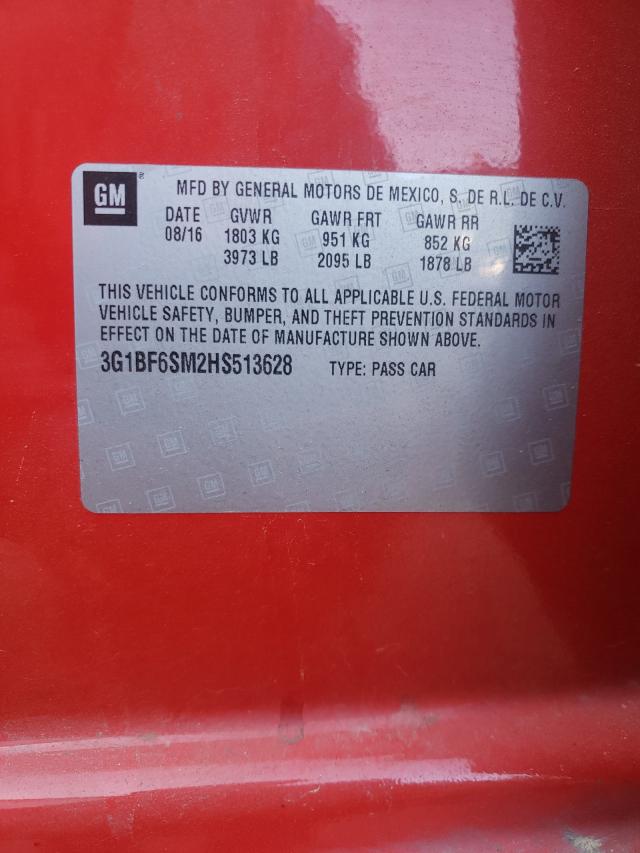 GM ® MFD BY GENERAL MOTORS DE MEXICO, S. DE R.L. DE C.V.
DATE GVWR GAWR FRT GAWR RR
08/16 1803 KG 951 KG 852 KG
3973 LB 2095 LB 1878 LB
THIS VEHICLE CONFORMS TO ALL APPLICABLE U.S. FEDERAL MOTOR
VEHICLE SAFETY, BUMPER, AND THEFT PREVENTION STANDARDS IN
EFFECT ON THE DATE OF MANUFACTURE SHOWN ABOVE.
3G1BF6SM2HS513628 TYPE: PASS CAR